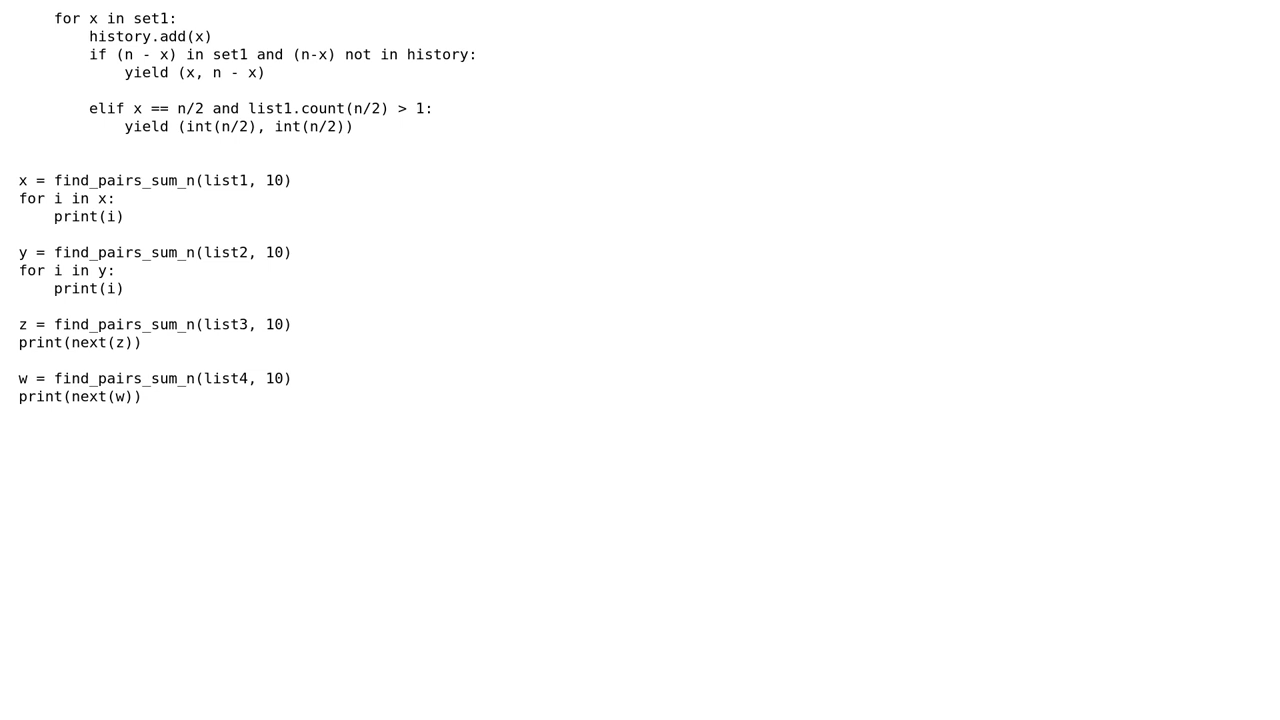 for x in set1:
        history.add(x)
        if (n - x) in set1 and (n-x) not in history:
            yield (x, n - x)

        elif x == n/2 and list1.count(n/2) > 1:
            yield (int(n/2), int(n/2))


x = find_pairs_sum_n(list1, 10)
for i in x:
    print(i)

y = find_pairs_sum_n(list2, 10)
for i in y:
    print(i)

z = find_pairs_sum_n(list3, 10)
print(next(z))

w = find_pairs_sum_n(list4, 10)
print(next(w))